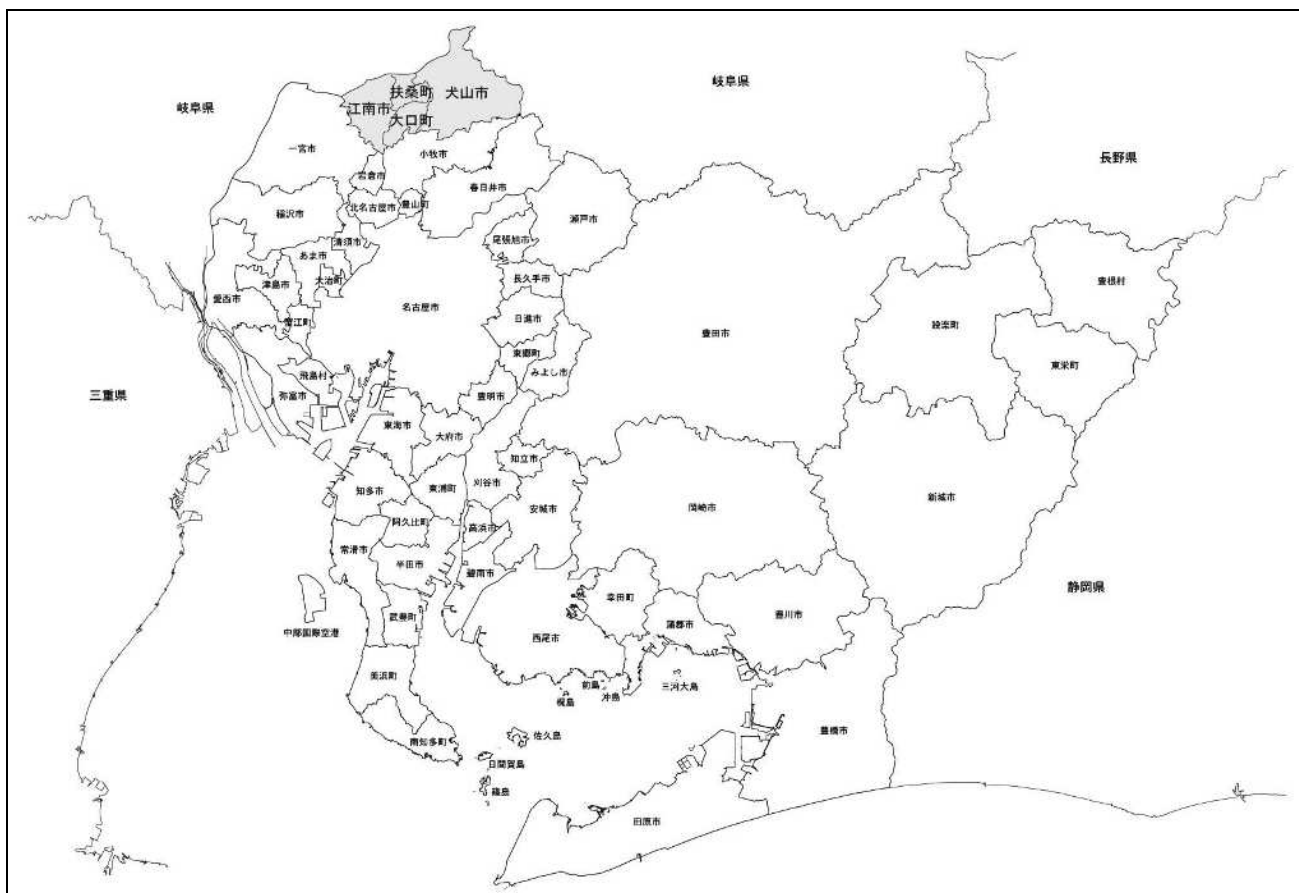 岐阜県
岐阜県
長野県
三重県
静岡県
扶桑町
犬山市
江南市
大口町
一宮市
小牧市
岩倉市
春日井市
稲沢市
北名古屋市
豊山町
瀬戸市
清須市
尾張旭市
あま市
大治町
津島市
愛西市
長久手市
名古屋市
日進市
豊田市
設楽町
豊根村
東栄町
蟹江町
東郷町
みよし市
飛島村
弥富市
豊明市
東海市
大府市
知立市
知多市
東浦町
刈谷市
安城市
岡崎市
新城市
阿久比町
高浜市
常滑市
半田市
碧南市
幸田町
豊川市
中部国際空港
武豊町
西尾市
蒲郡市
美浜町
前島
沖島
梶島
三河大島
豊橋市
南知多町
佐久島
日間賀島
篠島
田原市